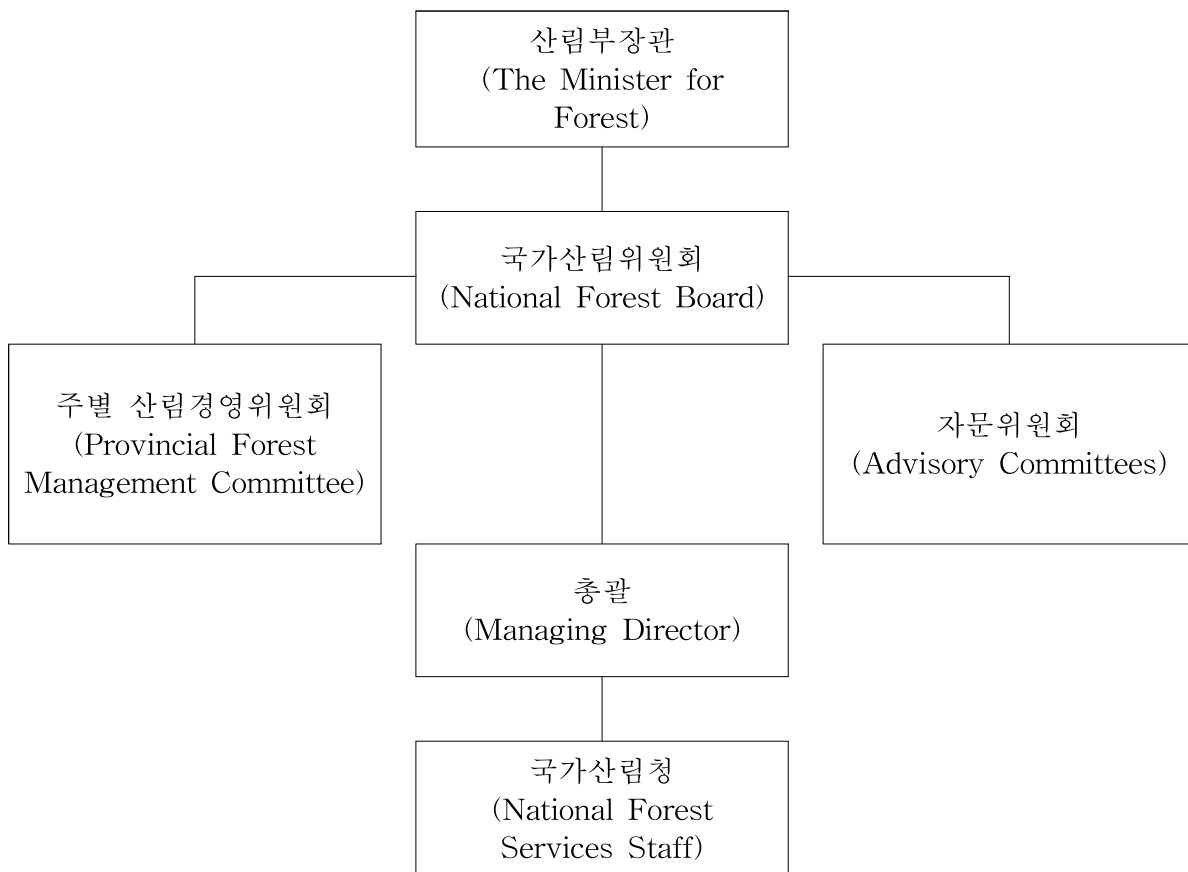 산림부장관
(The Minister for
Forest)
국가산림위원회
(National Forest Board)
주별 산림경영위원회
(Provincial Forest
Management Committee)
자문위원회
(Advisory Committees)
총괄
(Managing Director)
국가산림청
(National Forest
Services Staff)